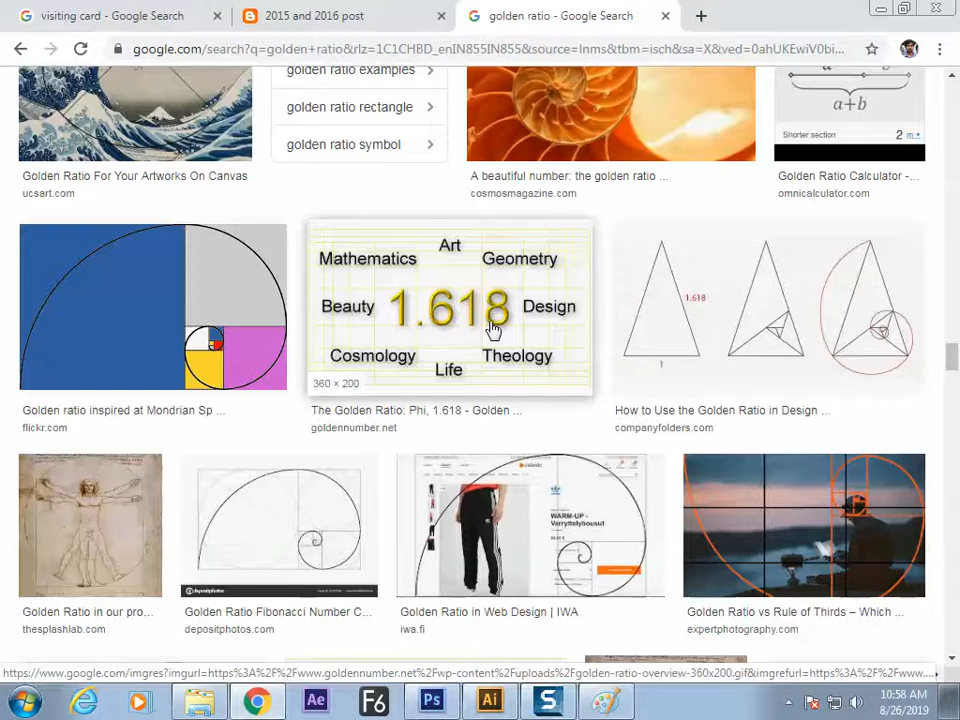 visiting card - Google Search
2015 and 2016 post
golden ratio - Google Search
google.com/search?q=golden+ratio&rlz=1C1CHBD_enIN855IN855&source=lnms&tbm=isch&sa=X&ved=0ahUKEwiV0bi...
golden ratio examples
golden ratio rectangle
golden ratio symbol
a+b
Shorter section
2 m
Golden Ratio For Your Artworks On Canvas
ucsart.com
A beautiful number: the golden ratio ...
cosmosmagazine.com
Golden Ratio Calculator -...
omnicalculator.com
Art
Mathematics
Geometry
Beauty
1.618
Design
Cosmology
Theology
Life
360 × 200
1.618
1
Golden ratio inspired at Mondrian Sp ...
flickr.com
The Golden Ratio: Phi, 1.618 - Golden ...
goldennumber.net
How to Use the Golden Ratio in Design ...
companyfolders.com
WARM-UP -
Verryttelyhousut
depositphotos
Golden Ratio in our pro...
thesplashlab.com
Golden Ratio Fibonacci Number C...
depositphotos.com
Golden Ratio in Web Design | IWA
iwa.fi
Golden Ratio vs Rule of Thirds – Which ...
expertphotography.com
https://www.google.com/imgres?imgurl=https%3A%2F%2Fwww.goldennumber.net%2Fwp-content%2Fuploads%2Fgolden-ratio-overview-360x200.gif&imgrefurl=https%3A%2F%2Fwww...
Ae
F6
Ps
Ai
S
10:58 AM
8/26/2019